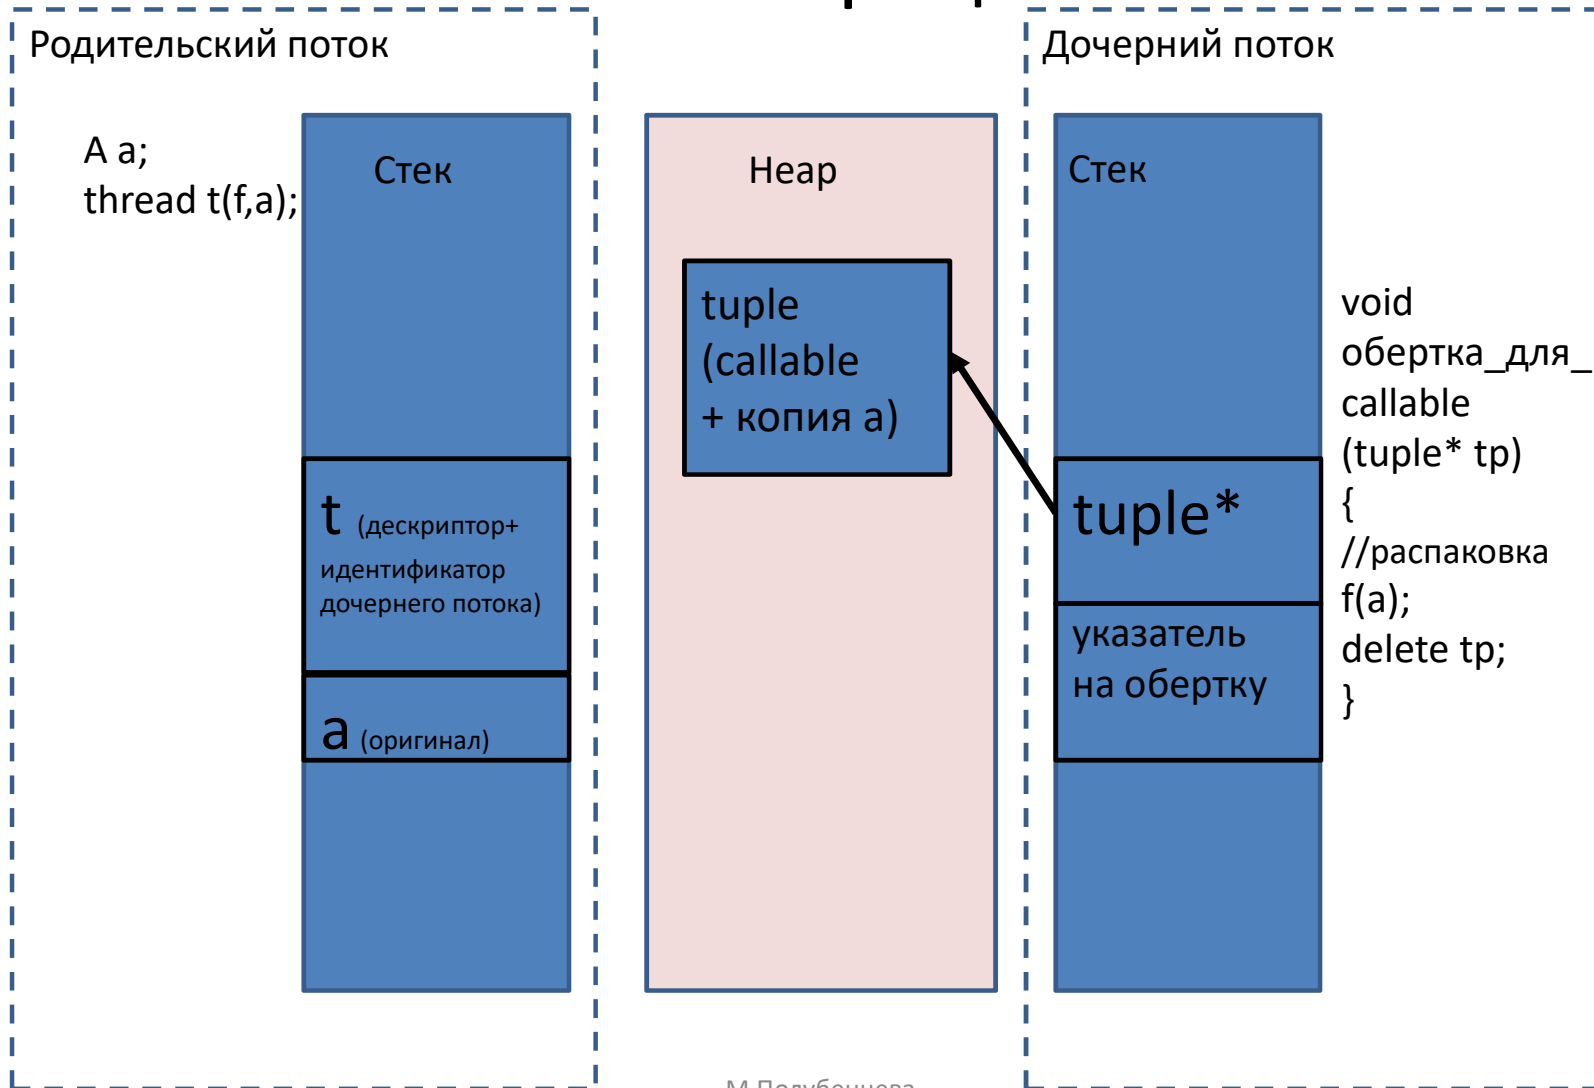 Родительский поток
A a;
thread t(f,a);
Стек
t (дескриптор+
идентификатор
дочернего потока)
a (оригинал)
Heap
tuple
(callable
+ копия a)
Дочерний поток
Стек
tuple*
указатель
на обертку
void
обертка_для_
callable
(tuple* tp)
{
//распаковка
f(a);
delete tp;
}